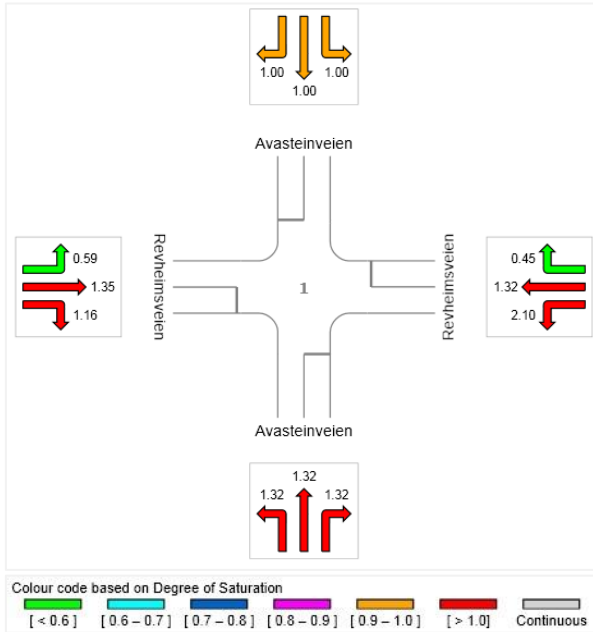 1.00 1.00
1.00
Avasteinveien
Revheimsveien
Revheimsveien
0.59
1.35
1.16
1
0.45
1.32
2.10
Avasteinveien
1.32
1.32 1.32
Colour code based on Degree of Saturation
[ < 0.6 ] [ 0.6 – 0.7 ] [ 0.7 – 0.8 ] [ 0.8 – 0.9 ] [ 0.9 – 1.0 ] [ > 1.0 ] Continuous